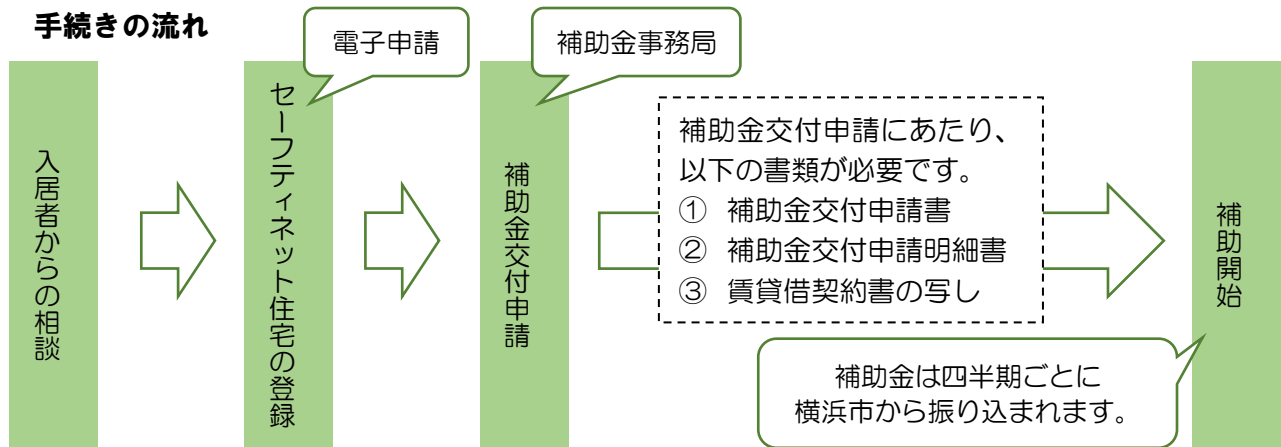 手続きの流れ
電子申請
補助金事務局
入居者からの相談
セーフティネット住宅の登録
補助金交付申請
補助金交付申請にあたり、
以下の書類が必要です。
① 補助金交付申請書
② 補助金交付申請明細書
③ 賃貸借契約書の写し
補助開始
補助金は四半期ごとに
横浜市から振り込まれます。